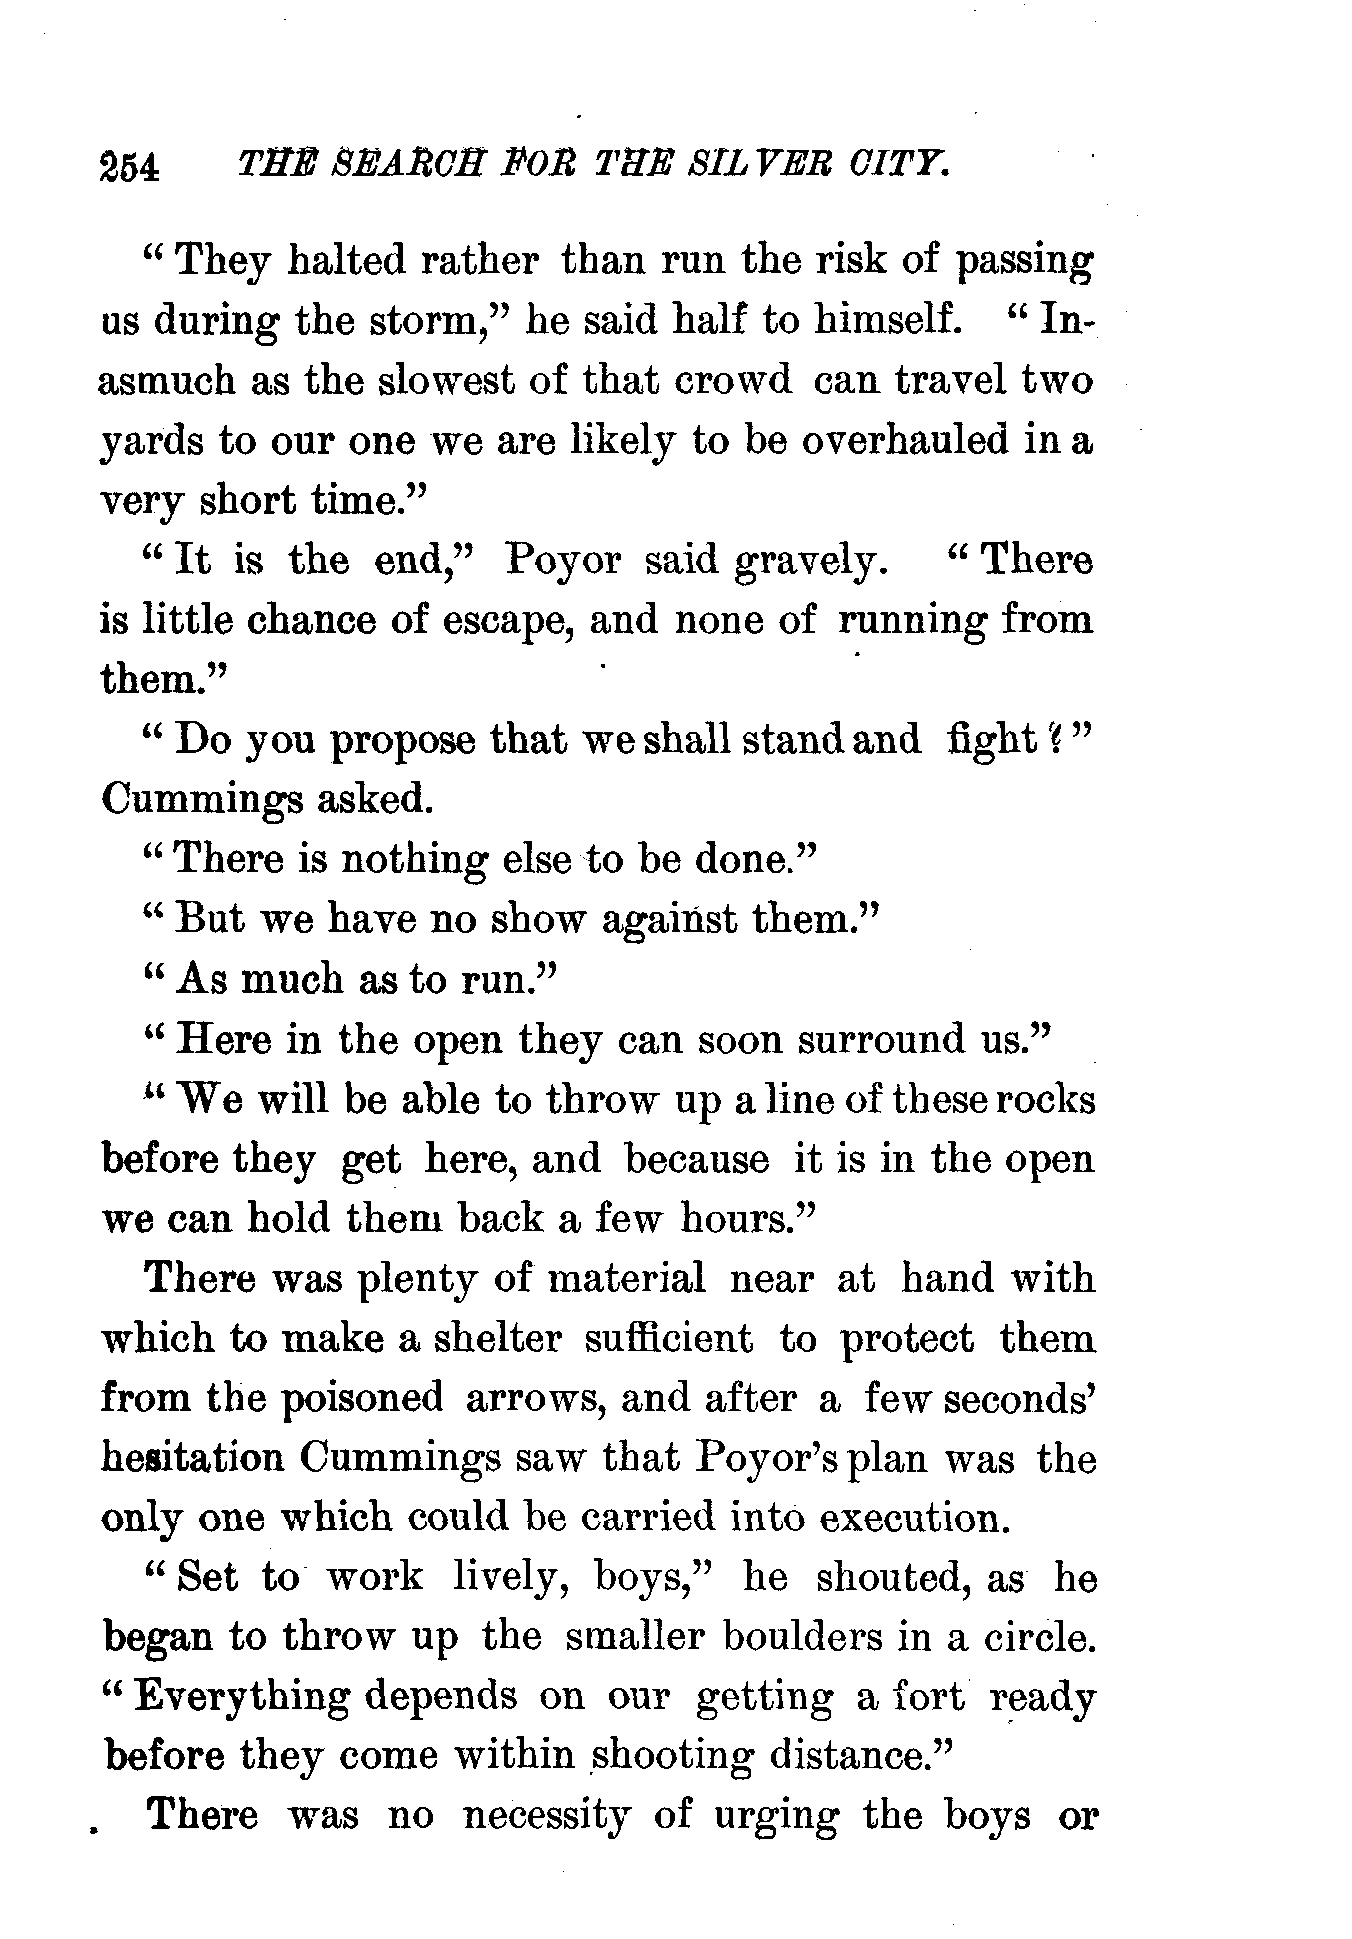 254 THE SEARCH FOR THE SILVER CITY.
“ They halted rather than run the risk of passing
us during the storm,” he said half to himself. “ In-
asmuch as the slowest of that crowd can travel two
yards to our one we are likely to be overhauled in a
very short time.”
“ It is the end,” Poyor said gravely. “ There
is little chance of escape, and none of running from
them.”
“ Do you propose that we shall stand and fight ? ”
Cummings asked.
“ There is nothing else to be done.”
“ But we have no show against them.”
“ As much as to run.”
“ Here in the open they can soon surround us.”
“ We will be able to throw up a line of these rocks
before they get here, and because it is in the open
we can hold them back a few hours.”
There was plenty of material near at hand with
which to make a shelter sufficient to protect them
from the poisoned arrows, and after a few seconds’
hesitation Cummings saw that Poyor’s plan was the
only one which could be carried into execution.
“ Set to work lively, boys,” he shouted, as he
began to throw up the smaller boulders in a circle.
“ Everything depends on our getting a fort ready
before they come within shooting distance.”
There was no necessity of urging the boys or